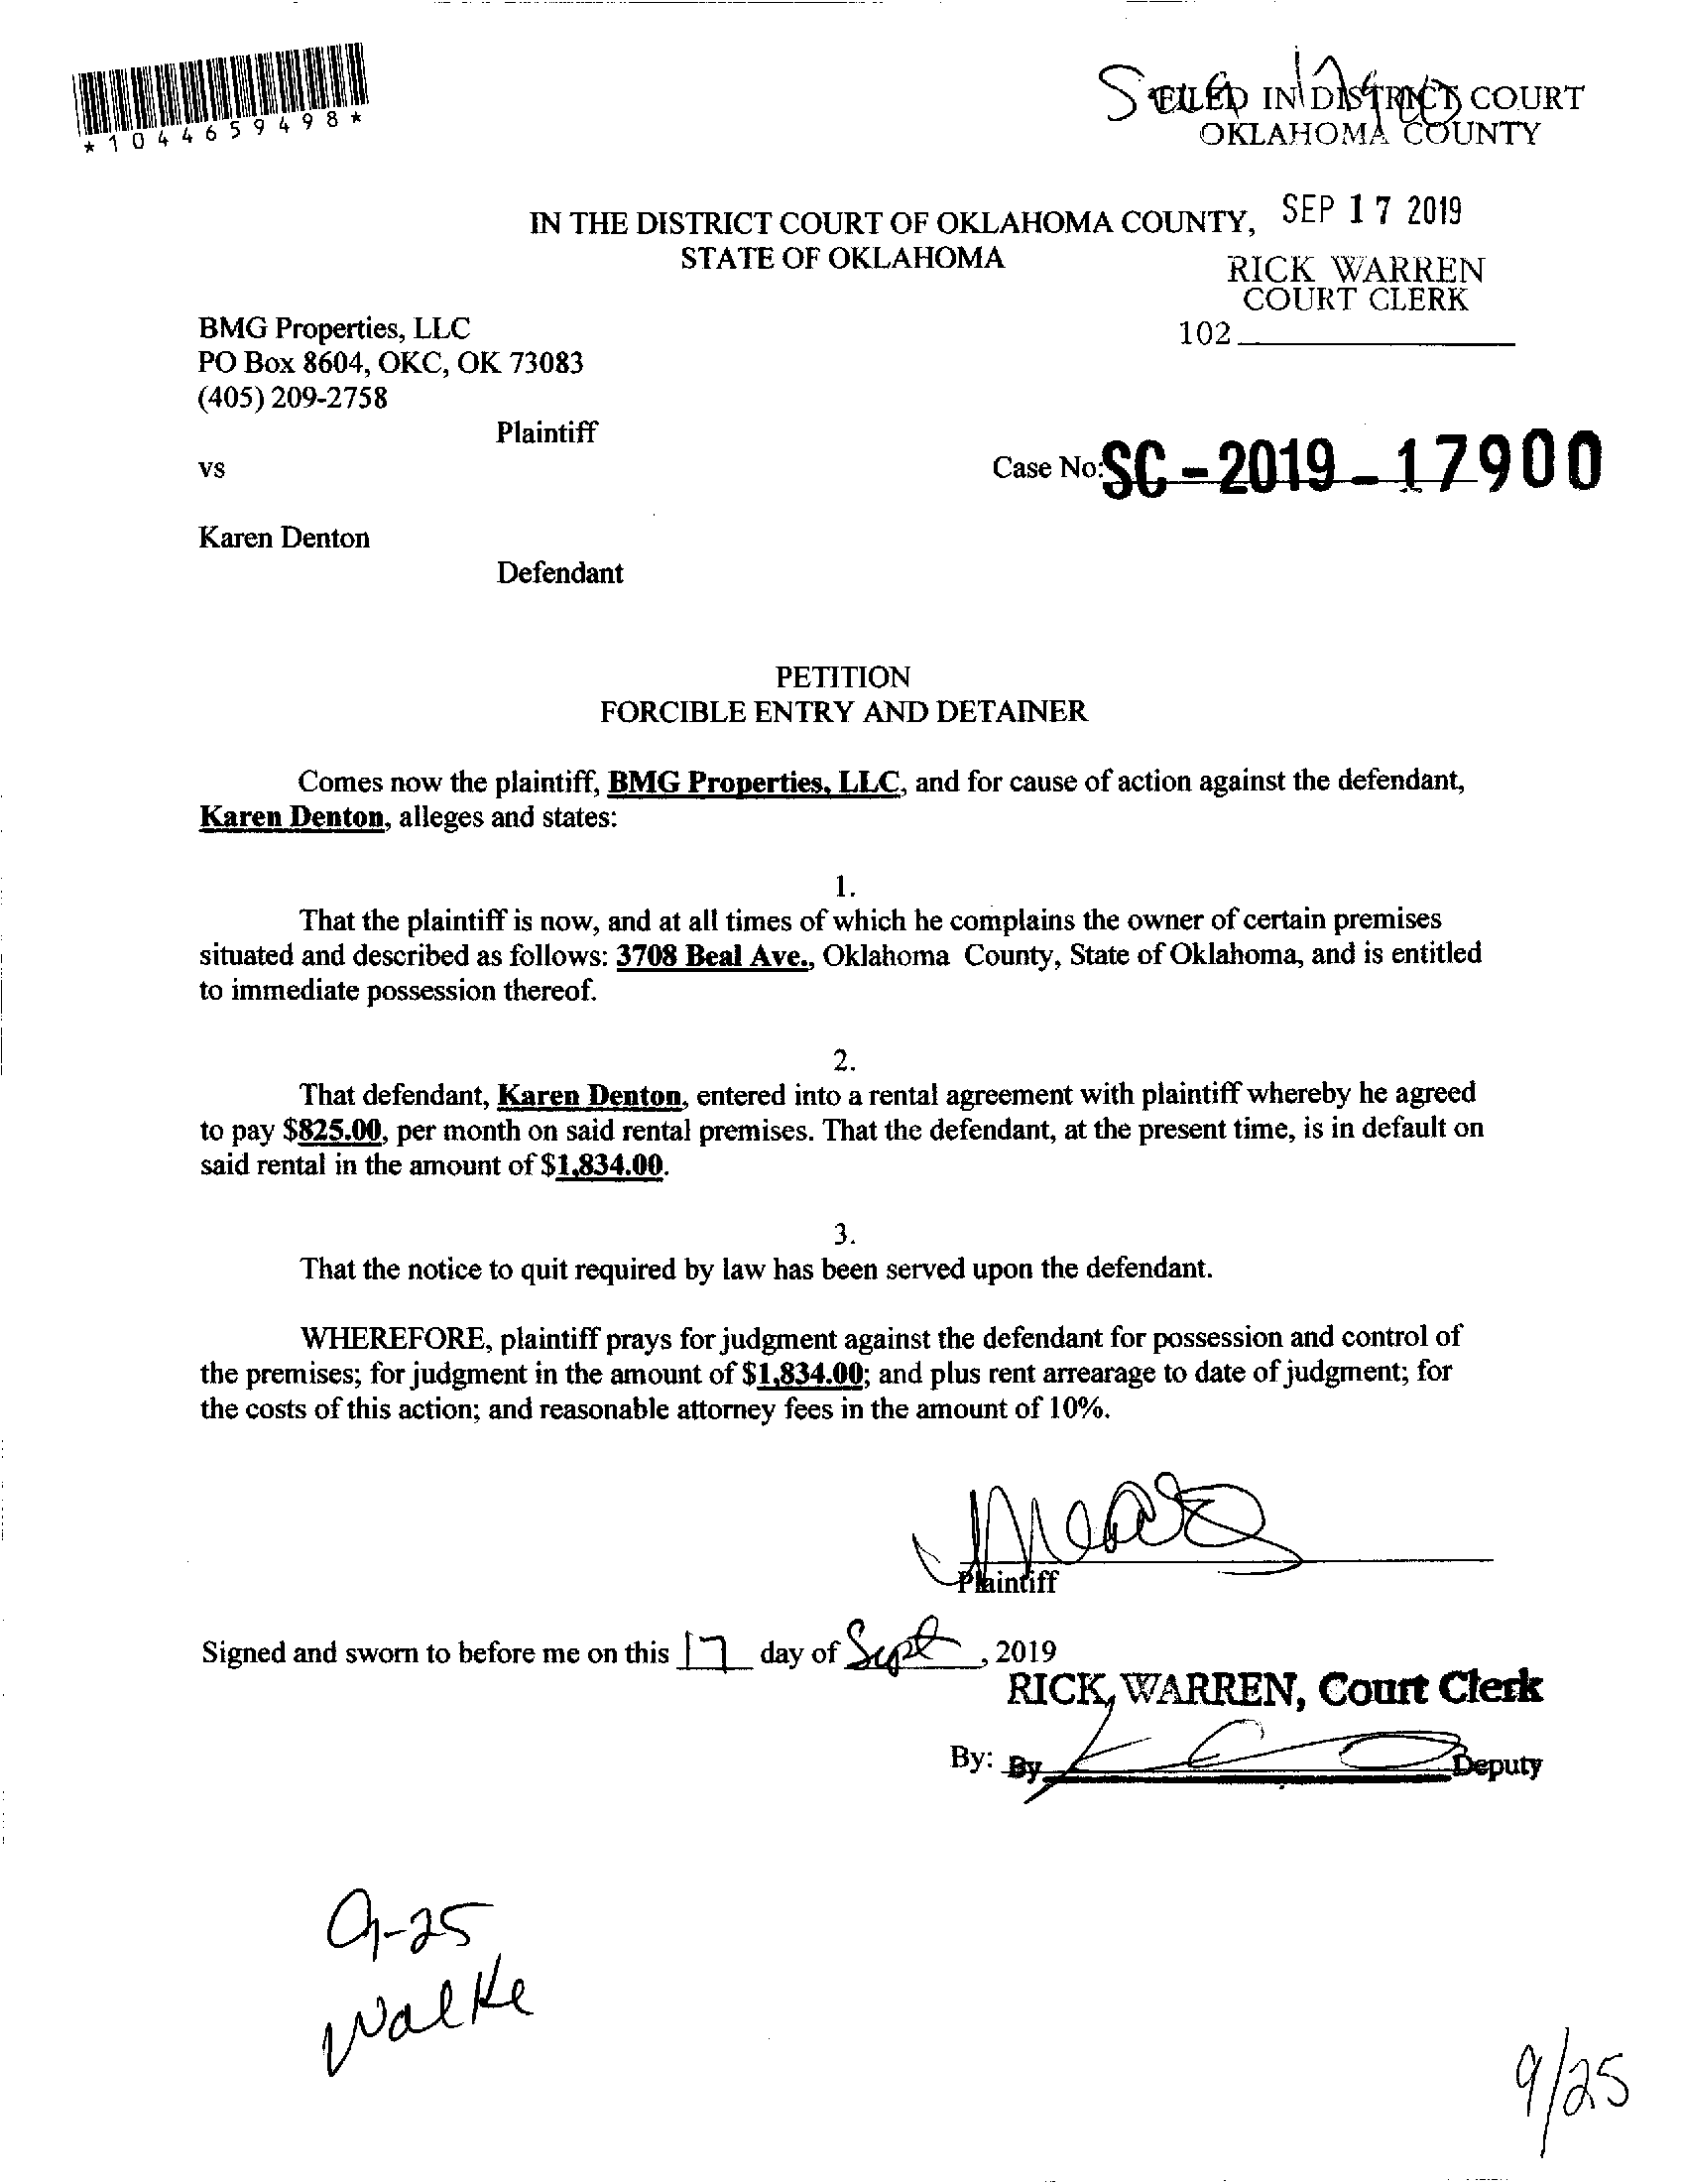 *1044659498*
FILED IN DISTRICT COURT
OKLAHOMA COUNTY
SEP 17 2019
RICK WARREN
COURT CLERK
102
IN THE DISTRICT COURT OF OKLAHOMA COUNTY,
STATE OF OKLAHOMA
BMG Properties, LLC
PO Box 8604, OKC, OK 73083
(405) 209-2758
Plaintiff
vs
Case No: SC-2019-17900
Karen Denton
Defendant
PETITION
FORCIBLE ENTRY AND DETAINER
Comes now the plaintiff, BMG Properties, LLC, and for cause of action against the defendant,
Karen Denton, alleges and states:
1.
That the plaintiff is now, and at all times of which he complains the owner of certain premises
situated and described as follows: 3708 Beal Ave., Oklahoma County, State of Oklahoma, and is entitled
to immediate possession thereof.
2.
That defendant, Karen Denton, entered into a rental agreement with plaintiff whereby he agreed
to pay $825.00, per month on said rental premises. That the defendant, at the present time, is in default on
said rental in the amount of $1,834.00.
3.
That the notice to quit required by law has been served upon the defendant.
WHEREFORE, plaintiff prays for judgment against the defendant for possession and control of
the premises; for judgment in the amount of $1,834.00; and plus rent arrearage to date of judgment; for
the costs of this action; and reasonable attorney fees in the amount of 10%.
Plaintiff
Signed and sworn to before me on this 17 day of Sept, 2019
RICK WARREN, Court Clerk
By: By Deputy
9-25
Walke
9/25